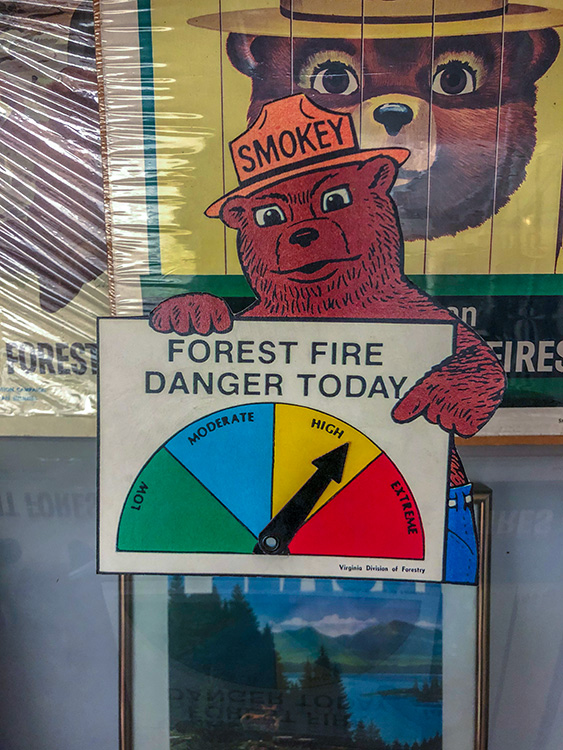 SMOKEY
FOREST FIRE
DANGER TODAY
LOW
MODERATE
HIGH
EXTREME
Virginia Division of Forestry
FOREST
FIRES